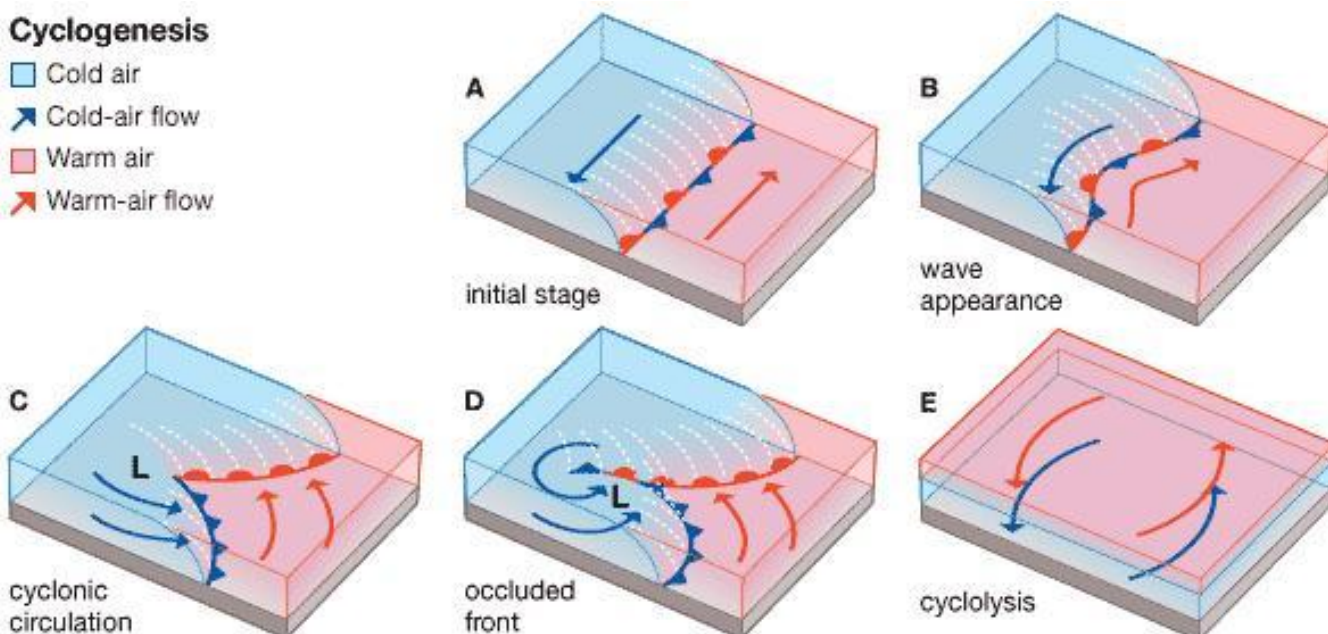 Cyclogenesis
Cold air
Cold-air flow
Warm air
Warm-air flow
A
initial stage
B
wave
appearance
C
L
cyclonic
circulation
D
L
occluded
front
E
cyclolysis